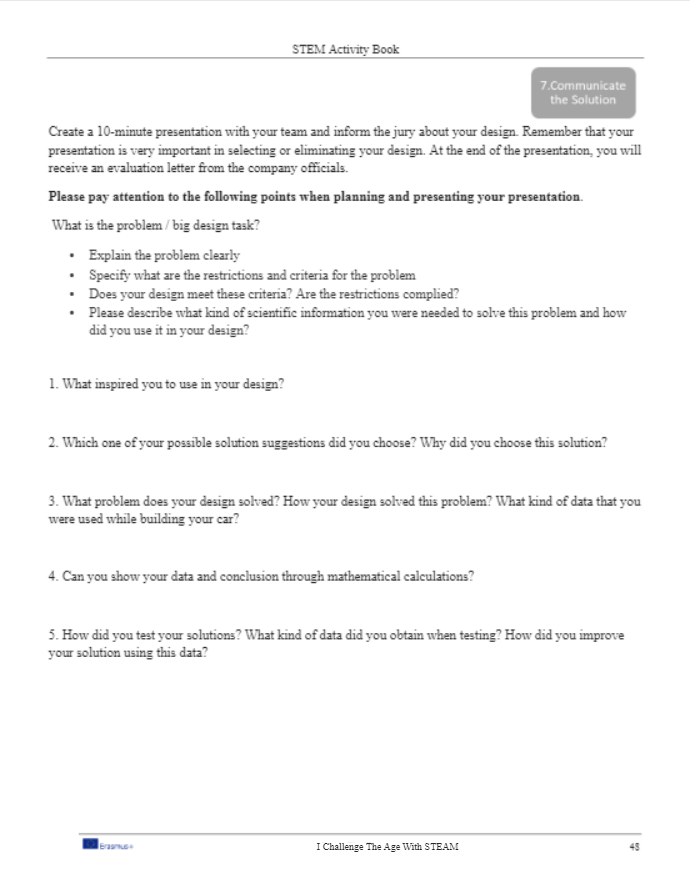 STEM Activity Book
7.Communicate
the Solution
Create a 10-minute presentation with your team and inform the jury about your design. Remember that your
presentation is very important in selecting or eliminating your design. At the end of the presentation, you will
receive an evaluation letter from the company officials.
Please pay attention to the following points when planning and presenting your presentation.
What is the problem / big design task?
• Explain the problem clearly
• Specify what are the restrictions and criteria for the problem
• Does your design meet these criteria? Are the restrictions complied?
• Please describe what kind of scientific information you were needed to solve this problem and how
did you use it in your design?
1. What inspired you to use in your design?
2. Which one of your possible solution suggestions did you choose? Why did you choose this solution?
3. What problem does your design solved? How your design solved this problem? What kind of data that you
were used while building your car?
4. Can you show your data and conclusion through mathematical calculations?
5. How did you test your solutions? What kind of data did you obtain when testing? How did you improve
your solution using this data?
Erasmus+
I Challenge The Age With STEAM
48